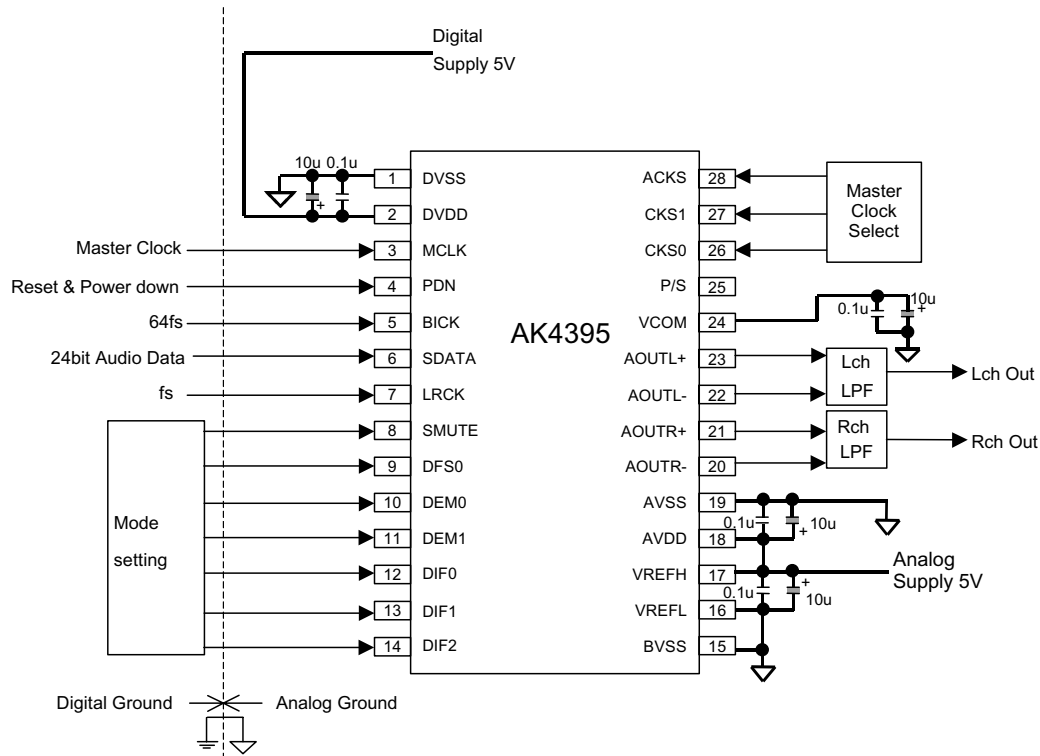 Digital
Supply 5V
10u 0.1u
+
1 DVSS
2 DVDD
Master Clock
3 MCLK
Reset & Power down
4 PDN
64fs
5 BICK
24bit Audio Data
6 SDATA
fs
7 LRCK
8 SMUTE
9 DFS0
10 DEM0
11 DEM1
12 DIF0
13 DIF1
14 DIF2
Mode
setting
AK4395
ACKS 28
CKS1 27
CKS0 26
P/S 25
VCOM 24
AOUTL+ 23
AOUTL- 22
AOUTR+ 21
AOUTR- 20
AVSS 19
AVDD 18
VREFH 17
VREFL 16
BVSS 15
Master
Clock
Select
0.1u 10u
+
Lch
LPF
Lch Out
Rch
LPF
Rch Out
0.1u 10u
+
Analog
Supply 5V
+
0.1u 10u
Digital Ground
Analog Ground